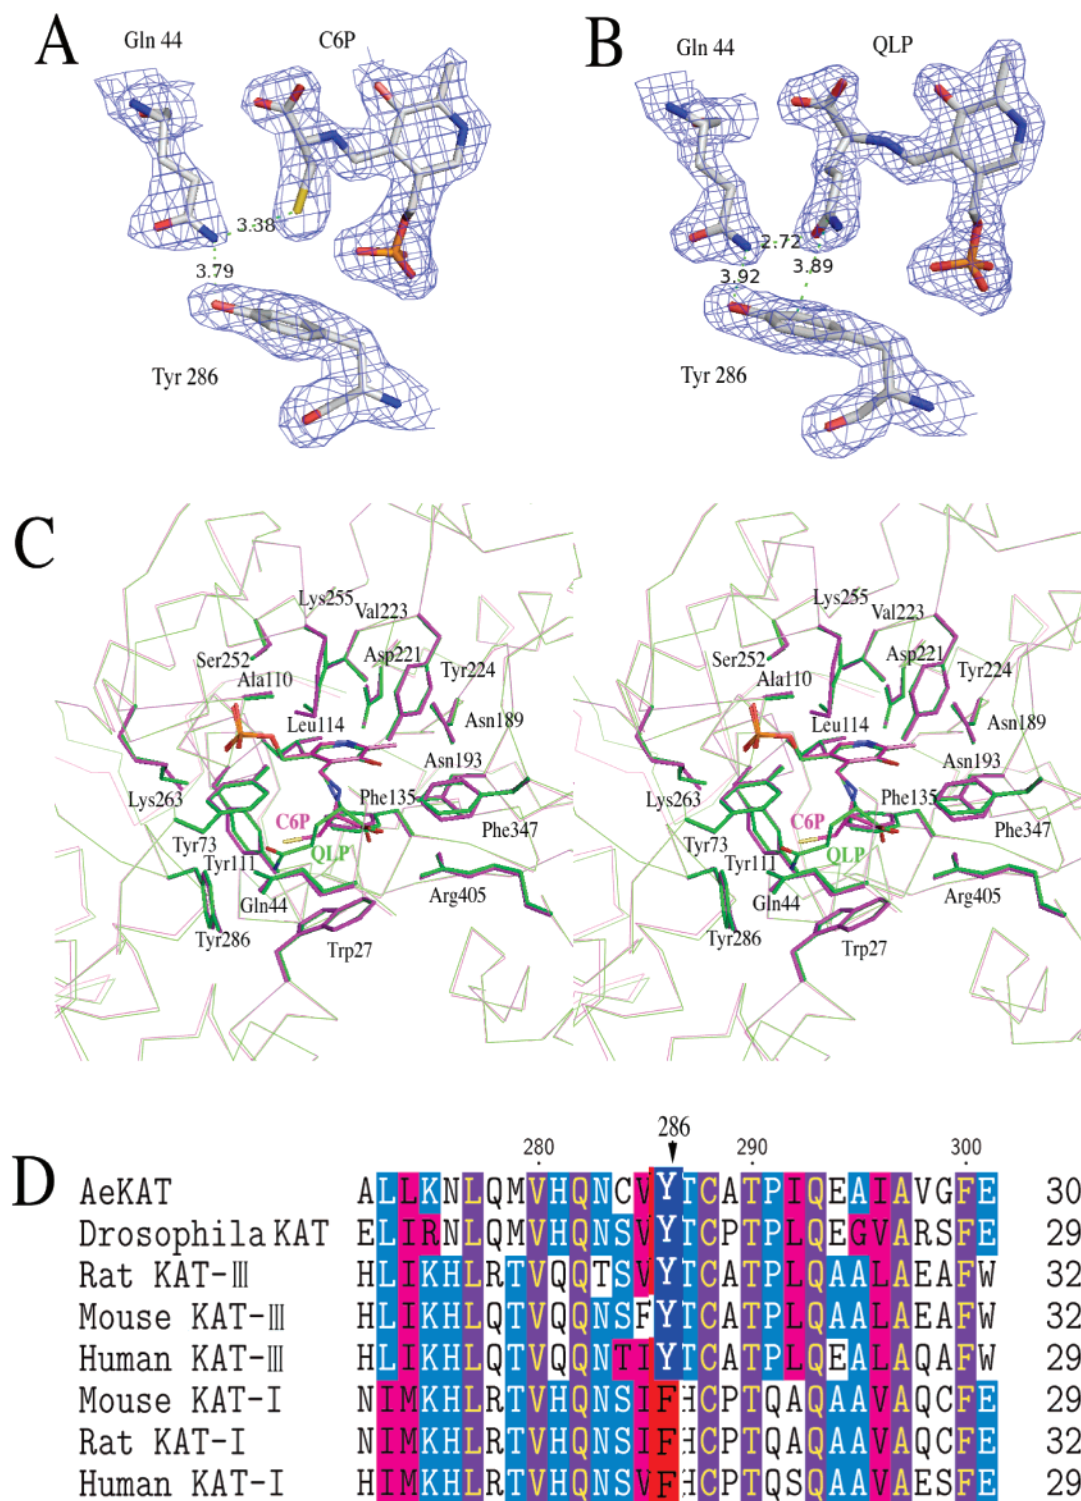 A
Gln 44
C6P
3.38
3.79
Tyr 286
B
Gln 44
QLP
2.72
3.89
3.92
Tyr 286
C
Lys255
Val223
Ser252
Asp221
Ala110
Tyr224
Leu114
Asn189
Asn193
Lys263
Phe135
C6P
Phe347
Tyr73
QLP
Tyr111
Gln44
Arg405
Tyr286
Trp27
Lys255
Val223
Ser252
Asp221
Ala110
Tyr224
Leu114
Asn189
Asn193
Lys263
Phe135
C6P
Phe347
Tyr73
QLP
Tyr111
Gln44
Arg405
Tyr286
Trp27
D
280 286 290 300
AeKAT ALLKNLQMVHQNCVYTCATPIQEAIAVGFE 30
Drosophila KAT ELIRNLQMVHQNSVYTCPTPLQEGVARSFE 29
Rat KAT-III HLIKHLRTVQQTSVYTCATPLQAALAEAFW 32
Mouse KAT-III HLIKHLQTVQQNSFYTCATPLQAALAEAFW 32
Human KAT-III HLIKHLQTVQQNTIYTCATPLQEALAQAFW 29
Mouse KAT-I NIMKHLRTVHQNSIFHCPTQAQAAVAQCFE 29
Rat KAT-I NIMKHLRTVHQNSIFHCPTQAQAAVAQCFE 32
Human KAT-I HIMKHLRTVHQNSVFHCPTQSQAAVAESFE 29